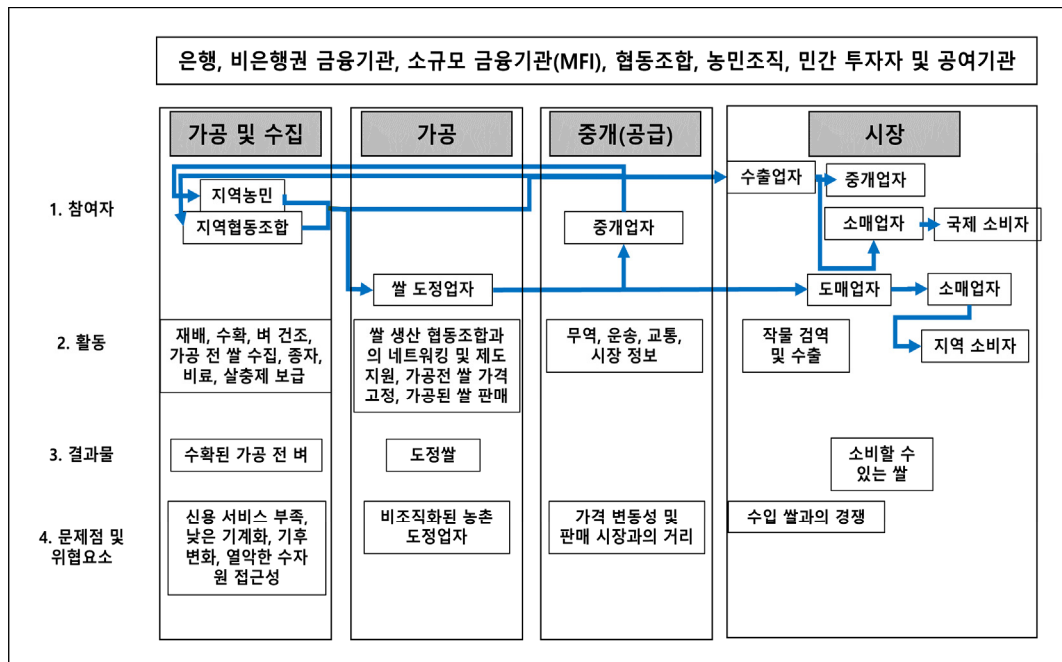 은행, 비은행권 금융기관, 소규모 금융기관(MFI), 협동조합, 농민조직, 민간 투자자 및 공여기관
가공 및 수집
가공
중개(공급)
시장
1. 참여자
지역농민
지역협동조합
쌀 도정업자
중개업자
수출업자
중개업자
소매업자
국제 소비자
도매업자
소매업자
지역 소비자
2. 활동
재배, 수확, 벼 건조,
가공 전 쌀 수집, 종자,
비료, 살충제 보급
쌀 생산 협동조합과
의 네트워킹 및 제도
지원, 가공전 쌀 가격
고정, 가공된 쌀 판매
무역, 운송, 교통,
시장 정보
작물 검역
및 수출
3. 결과물
수확된 가공 전 벼
도정쌀
소비할 수
있는 쌀
4. 문제점 및
위협요소
신용 서비스 부족,
낮은 기계화, 기후
변화, 열악한 수자
원 접근성
비조직화된 농촌
도정업자
가격 변동성 및
판매 시장과의 거리
수입 쌀과의 경쟁